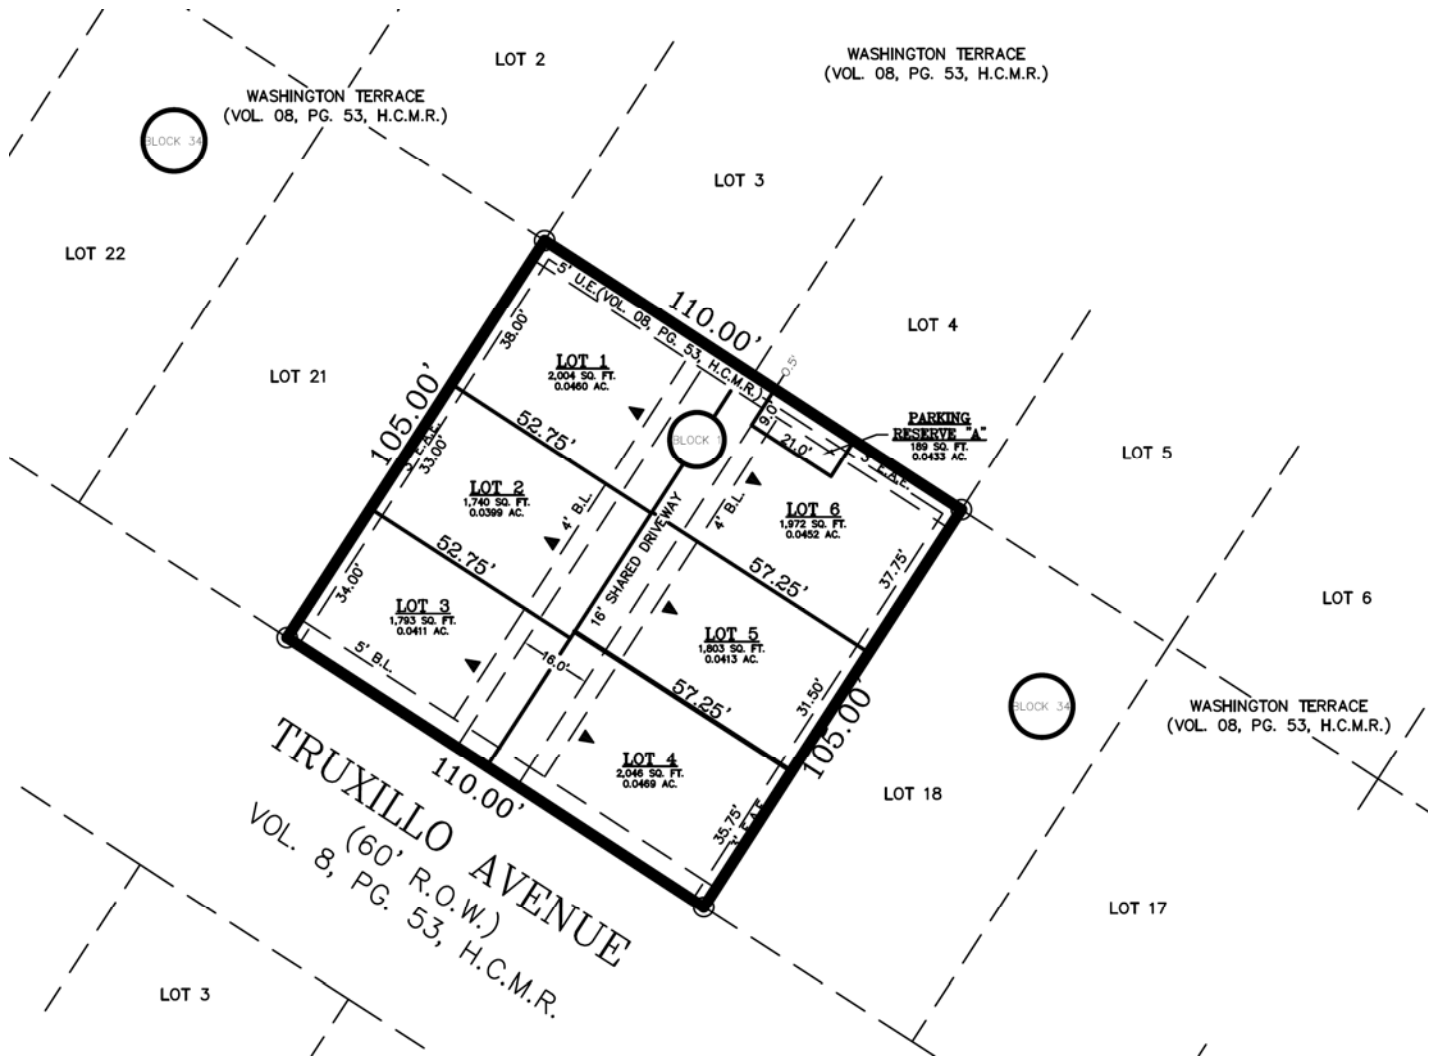 LOT 2
WASHINGTON TERRACE
(VOL. 08, PG. 53, H.C.M.R.)
WASHINGTON TERRACE
(VOL. 08, PG. 53, H.C.M.R.)
BLOCK 34
LOT 3
LOT 22
LOT 4
LOT 21
5' U.E.(VOL. 08, PG. 53, H.C.M.R.)
110.00'
38.00'
LOT 1
2,004 SQ. FT.
0.0460 AC.
0.5'
9.0'
21.0'
PARKING
RESERVE "A"
189 SQ. FT.
0.0433 AC.
3' E.A.E.
105.00'
3' E.A.E.
33.00'
52.75'
BLOCK 1
LOT 5
LOT 2
1,740 SQ. FT.
0.0399 AC.
4' B.L.
4' B.L.
LOT 6
1,972 SQ. FT.
0.0452 AC.
37.75'
52.75'
16' SHARED DRIVEWAY
57.25'
34.00'
LOT 3
1,793 SQ. FT.
0.0411 AC.
LOT 5
1,803 SQ. FT.
0.0413 AC.
LOT 6
5' B.L.
16.0'
57.25'
31.50'
105.00'
BLOCK 34
WASHINGTON TERRACE
(VOL. 08, PG. 53, H.C.M.R.)
LOT 4
2,046 SQ. FT.
0.0469 AC.
110.00'
35.75'
3' E.A.E.
LOT 18
TRUXILLO AVENUE
(60' R.O.W.)
VOL. 8, PG. 53, H.C.M.R.
LOT 17
LOT 3